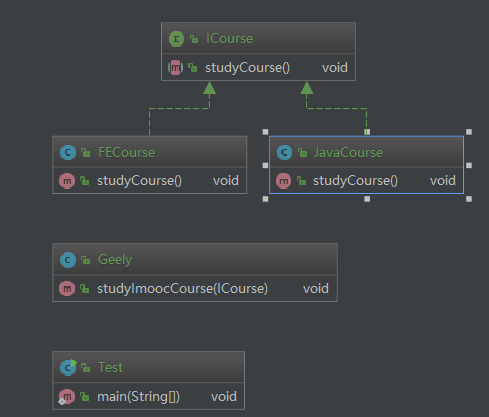 ICourse
studyCourse() void
FECourse
studyCourse() void
JavaCourse
studyCourse() void
Geely
studyImoocCourse(ICourse) void
Test
main(String[]) void